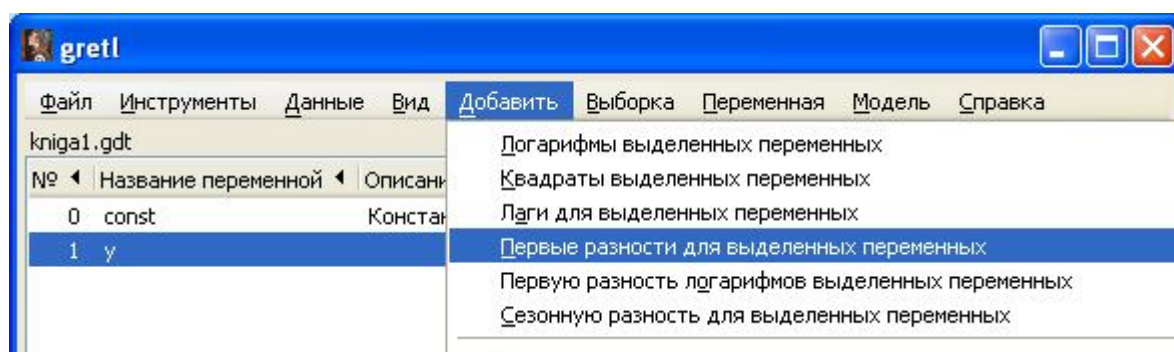 gretl
Файл Инструменты Данные Вид Добавить Выборка Переменная Модель Справка
kniga1.gdt
№ Название переменной Описани
0 const Констан
1 y
Логарифмы выделенных переменных
Квадраты выделенных переменных
Лаги для выделенных переменных
Первые разности для выделенных переменных
Первую разность логарифмов выделенных переменных
Сезонную разность для выделенных переменных